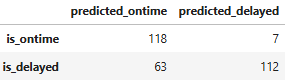 predicted_ontime predicted_delayed
is_ontime 118 7
is_delayed 63 112